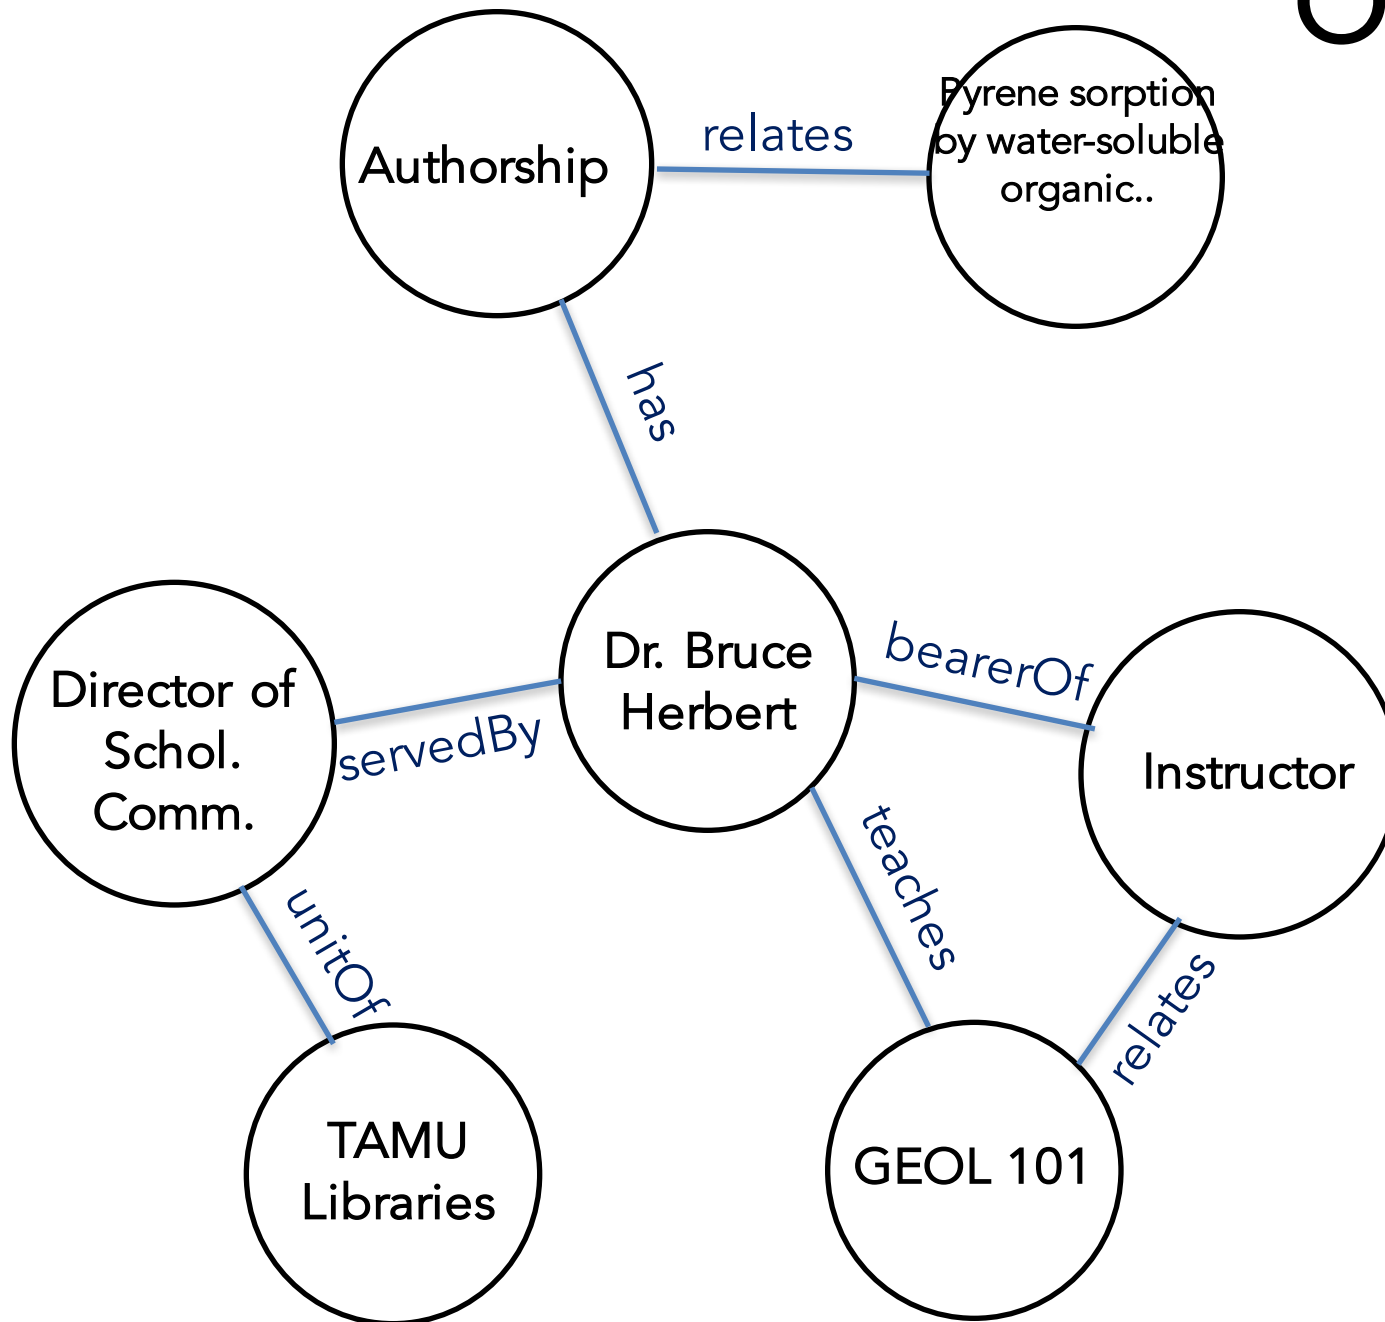 Authorship
relates
Pyrene sorption
by water-soluble
organic..
has
Dr. Bruce
Herbert
bearerOf
Instructor
Director of
Schol.
Comm.
servedBy
teaches
unitOf
relates
TAMU
Libraries
GEOL 101